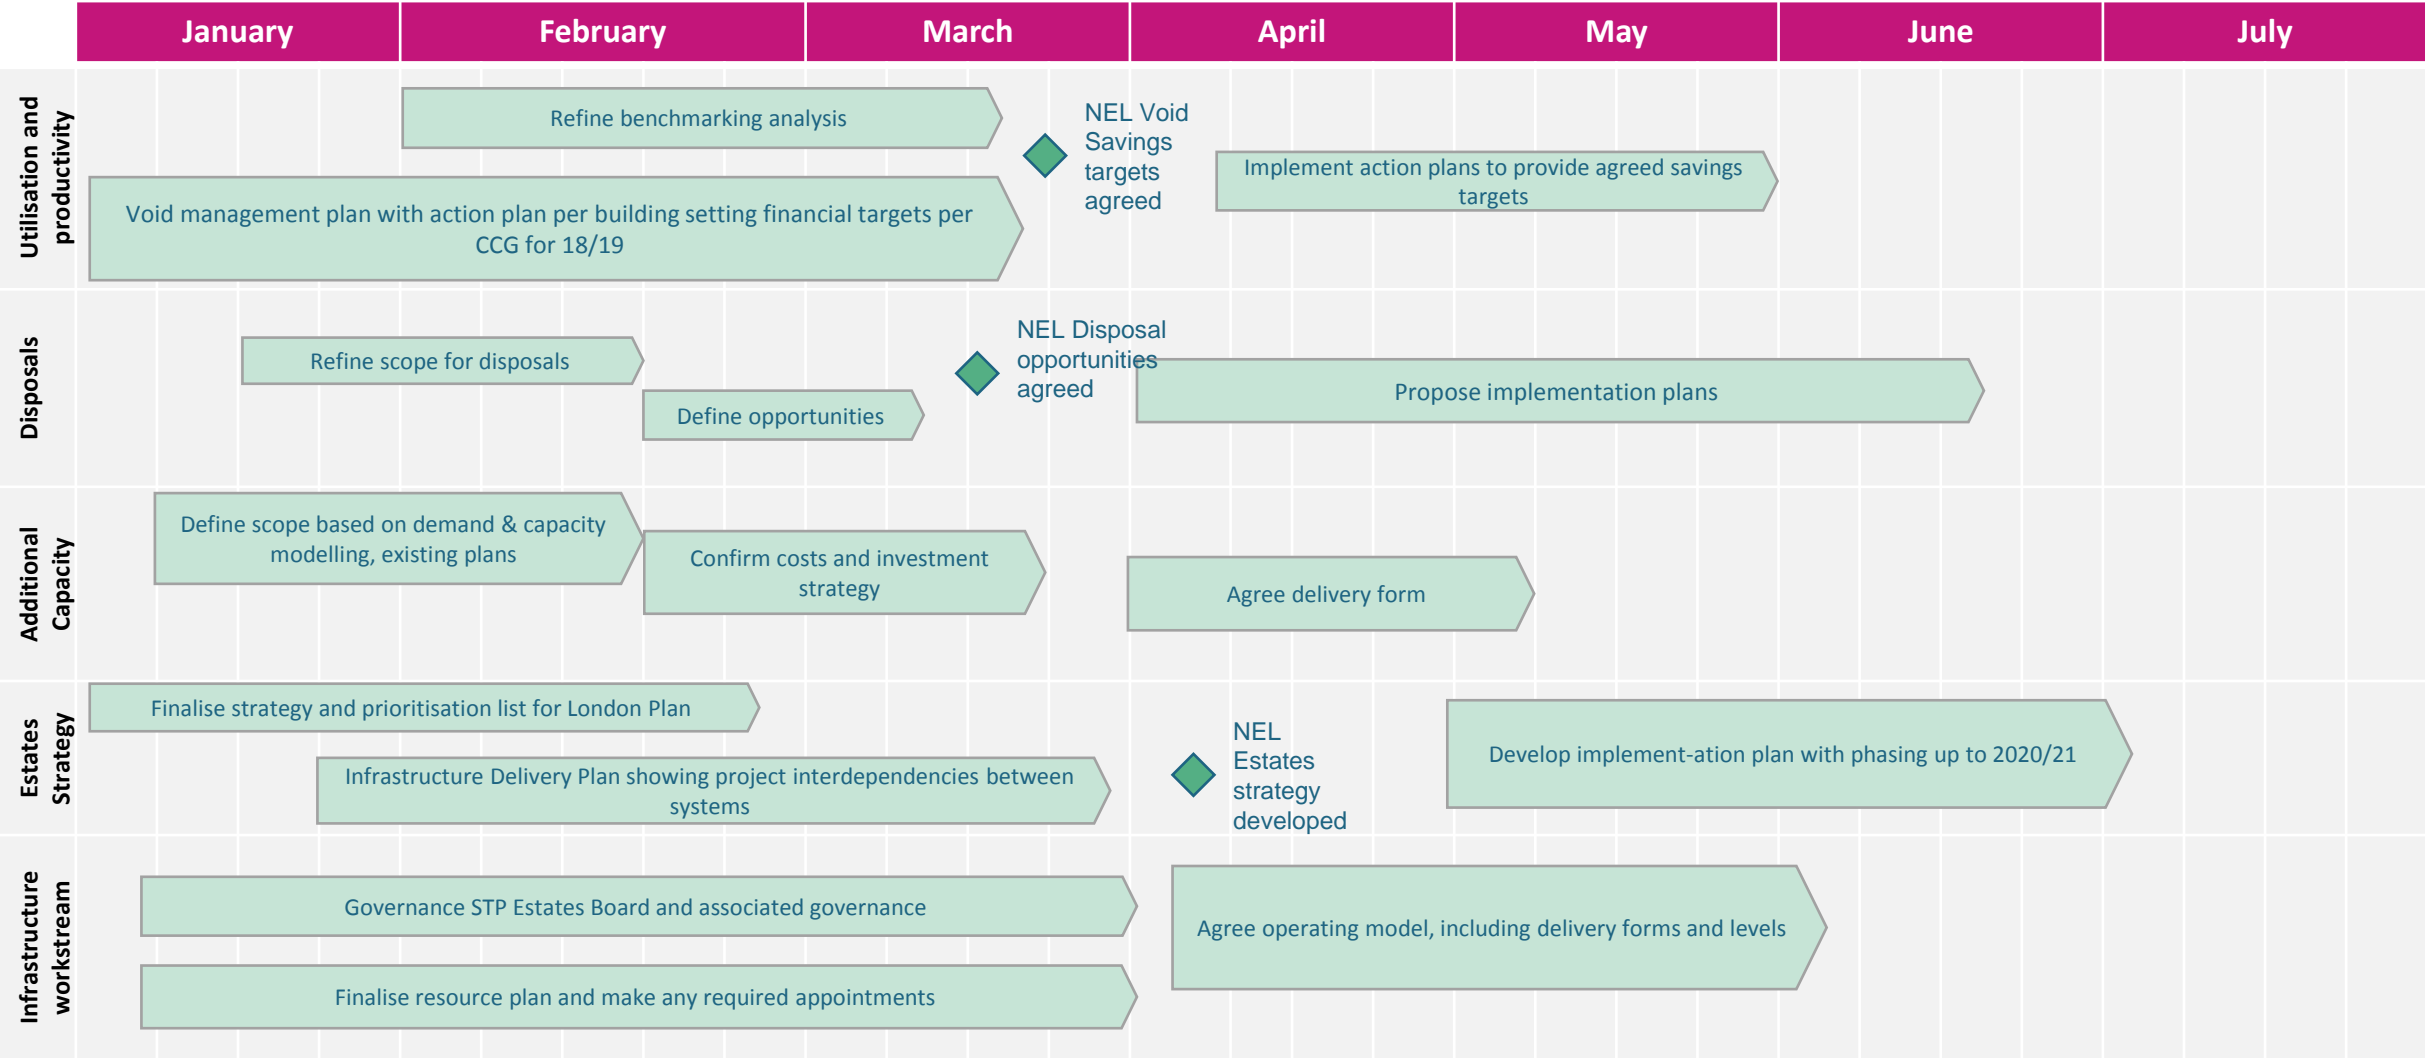 January
February
March
April
May
June
July
Utilisation and
productivity
Refine benchmarking analysis
Void management plan with action plan per building setting financial targets per
CCG for 18/19
NEL Void
Savings
targets
agreed
Implement action plans to provide agreed savings
targets
Disposals
Refine scope for disposals
Define opportunities
NEL Disposal
opportunities
agreed
Propose implementation plans
Additional
Capacity
Define scope based on demand & capacity
modelling, existing plans
Confirm costs and investment
strategy
Agree delivery form
Estates
Strategy
Finalise strategy and prioritisation list for London Plan
Infrastructure Delivery Plan showing project interdependencies between
systems
NEL
Estates
strategy
developed
Develop implement-ation plan with phasing up to 2020/21
Infrastructure
workstream
Governance STP Estates Board and associated governance
Finalise resource plan and make any required appointments
Agree operating model, including delivery forms and levels